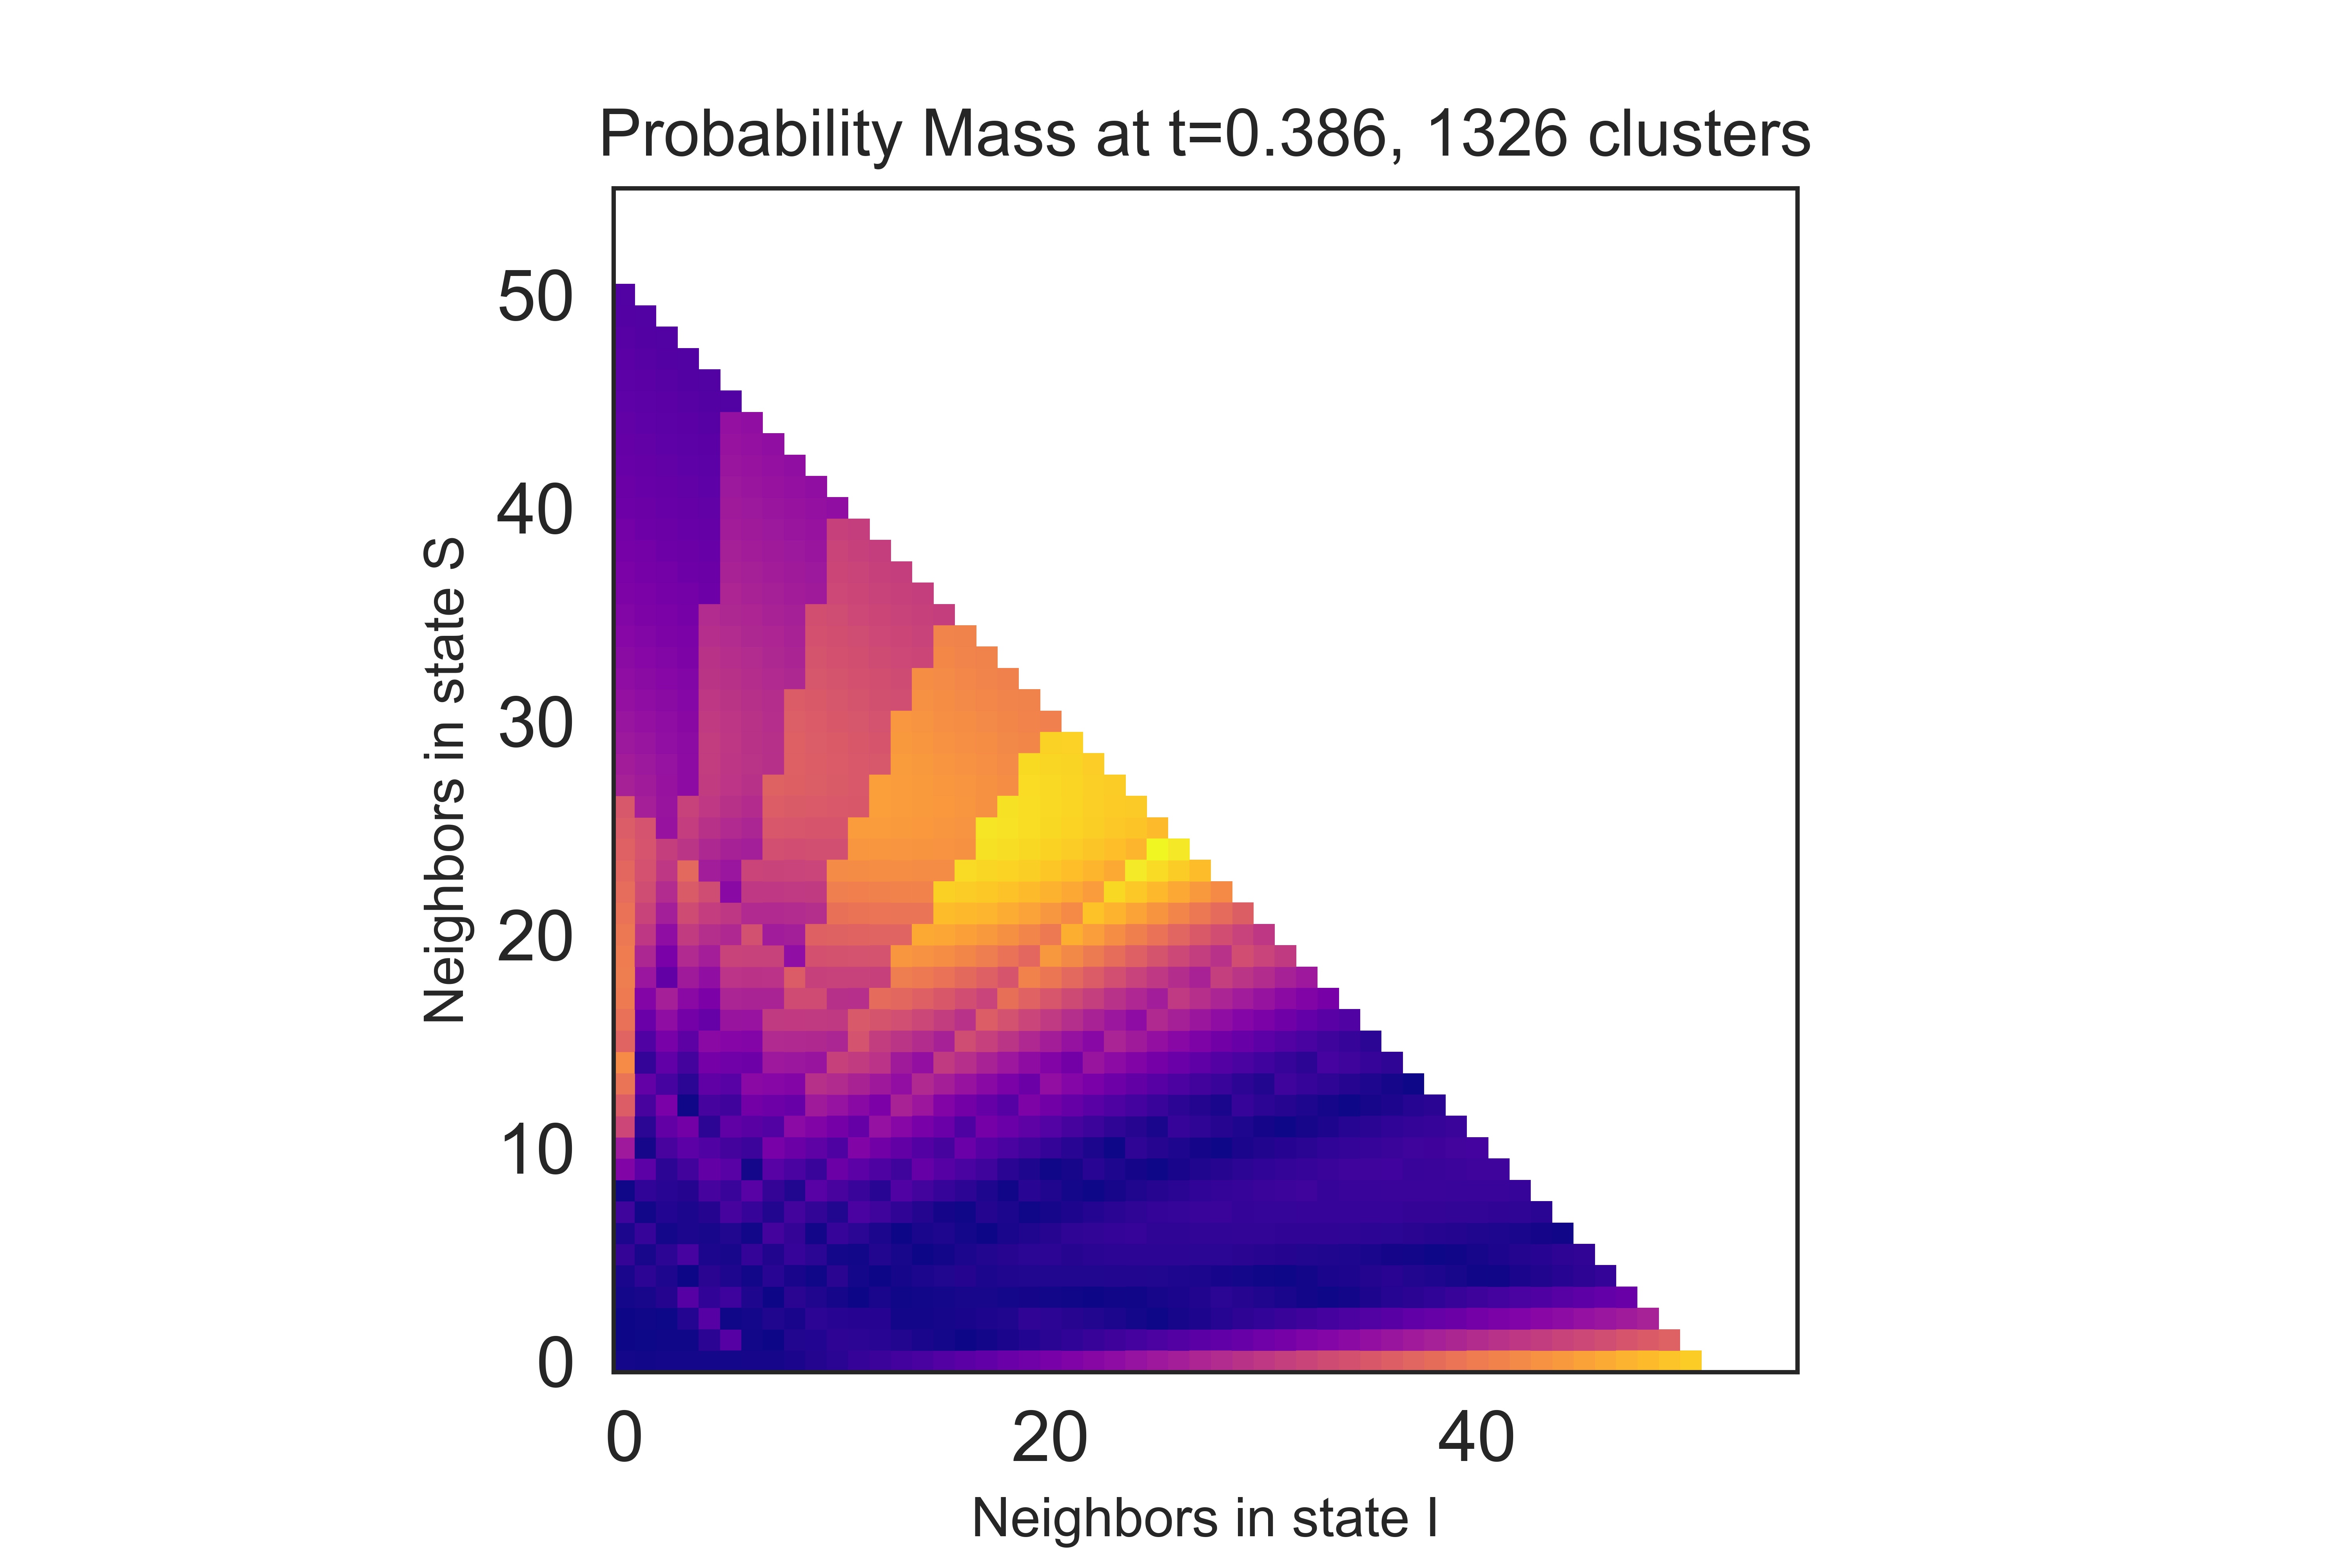 Probability Mass at t=0.386, 1326 clusters
50
40
30
20
10
0
Neighbors in state S
0 20 40
Neighbors in state I